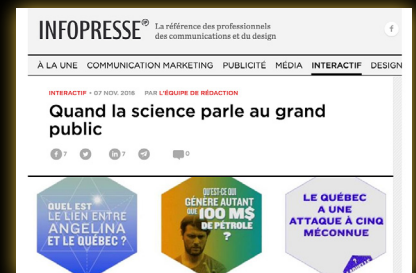 INFOPRESSE
La référence des professionnels
des communications et du design
À LA UNE COMMUNICATION MARKETING PUBLICITÉ MÉDIA INTERACTIF DESIGN
INTERACTIF • 07 NOV. 2016 PAR L'ÉQUIPE DE RÉDACTION
Quand la science parle au grand
public
7
7
0
QUEL EST
LE LIEN ENTRE
ANGELINA
ET LE QUÉBEC ?
QU'EST-CE QUI
GÉNÈRE AUTANT
QUE 100 M$
DE PÉTROLE
?
LE QUÉBEC
A UNE
ATTAQUE À CINQ
MÉCONNUE